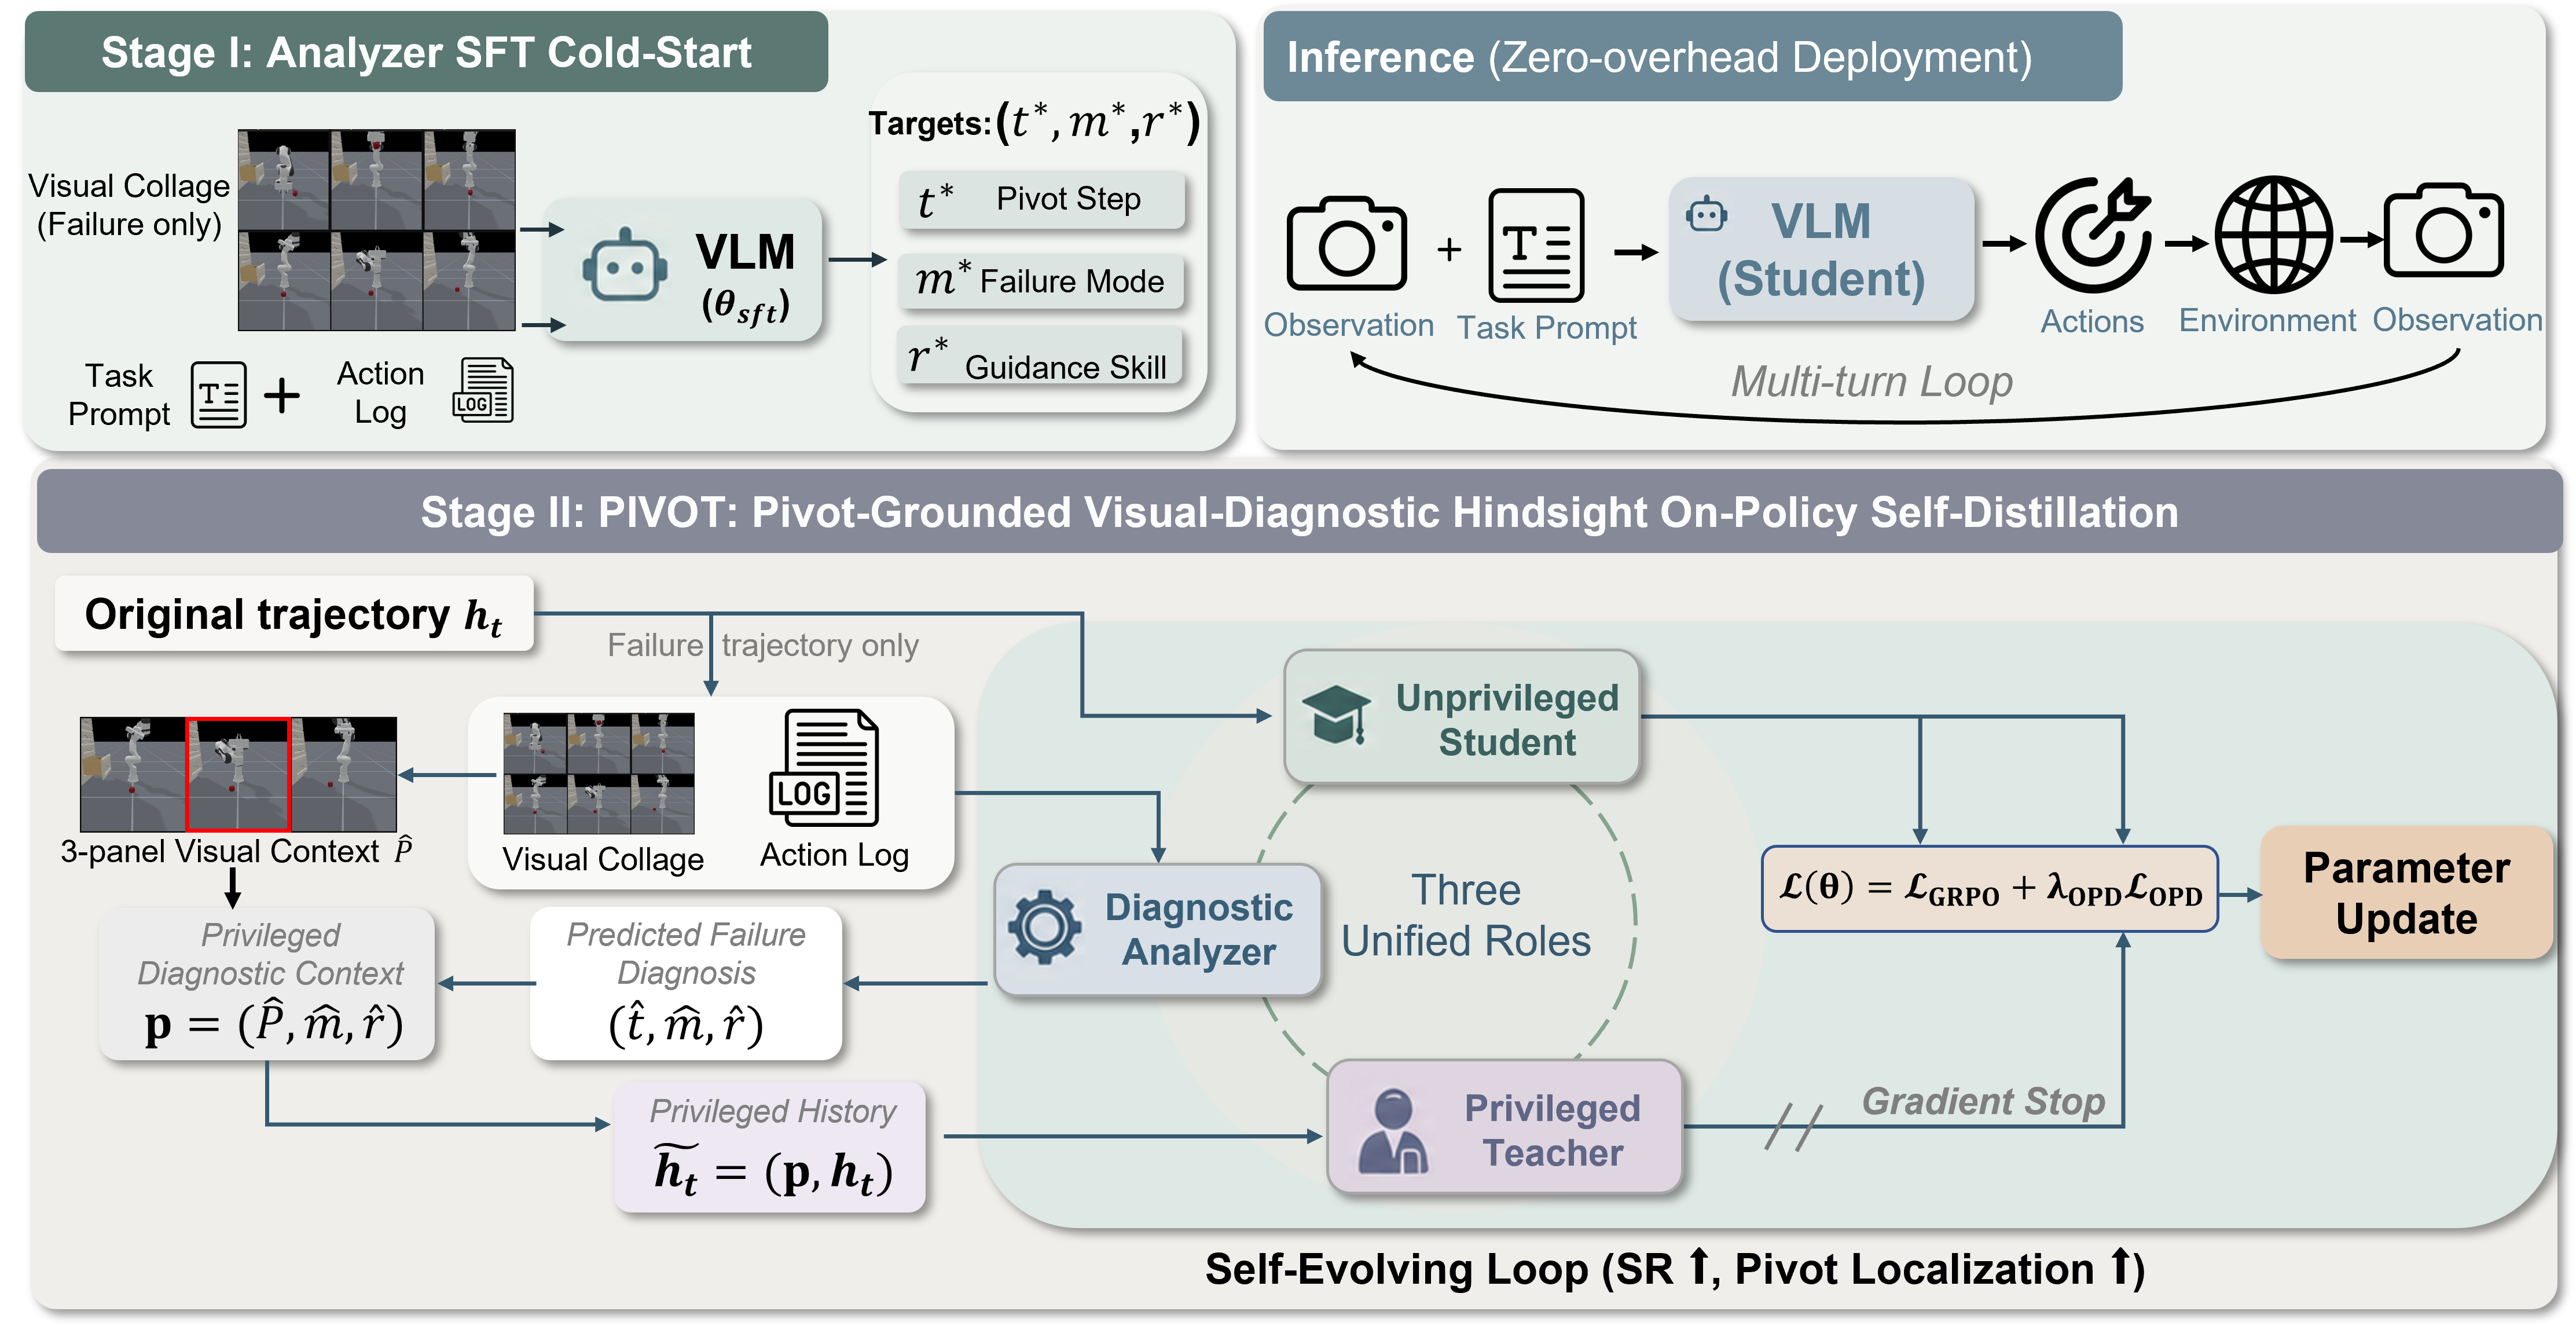 Stage I: Analyzer SFT Cold-Start
Visual Collage
(Failure only)
Task
Prompt
T
+
Action
Log
LOG
VLM
(θ_sft)
Targets: (t*, m*, r*)
t* Pivot Step
m* Failure Mode
r* Guidance Skill
Inference (Zero-overhead Deployment)
Observation
+
T
Task Prompt
VLM
(Student)
Actions
Environment
Observation
Multi-turn Loop
Stage II: PIVOT: Pivot-Grounded Visual-Diagnostic Hindsight On-Policy Self-Distillation
Original trajectory h_t
Failure trajectory only
3-panel Visual Context P̂
Visual Collage
LOG
Action Log
Privileged
Diagnostic Context
p = (P̂, m̂, r̂)
Predicted Failure
Diagnosis
(t̂, m̂, r̂)
Privileged History
h̃_t = (p, h_t)
Unprivileged
Student
Diagnostic
Analyzer
Three
Unified Roles
Privileged
Teacher
Gradient Stop
ℒ(θ) = ℒ_GRPO + λ_OPD ℒ_OPD
Parameter
Update
Self-Evolving Loop (SR ⬆, Pivot Localization ⬆)